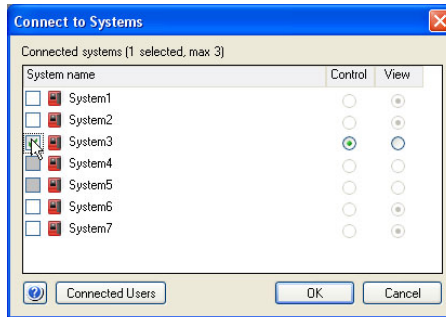 Connect to Systems
Connected systems (1 selected, max 3)
System name Control View
System1
System2
System3
System4
System5
System6
System7
Connected Users OK Cancel